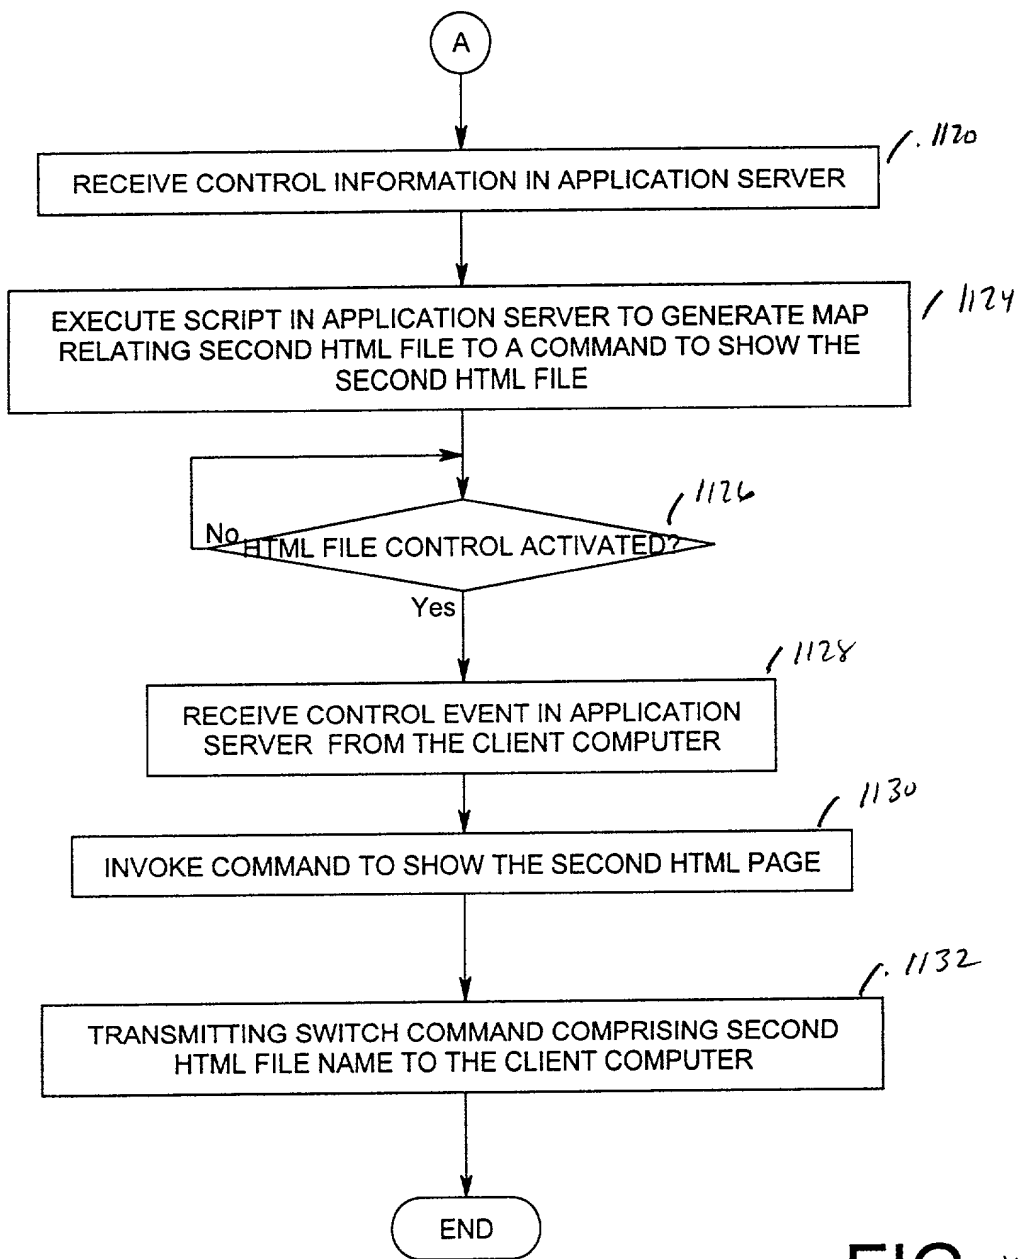 A
1120
RECEIVE CONTROL INFORMATION IN APPLICATION SERVER
1124
EXECUTE SCRIPT IN APPLICATION SERVER TO GENERATE MAP
RELATING SECOND HTML FILE TO A COMMAND TO SHOW THE
SECOND HTML FILE
1126
No
HTML FILE CONTROL ACTIVATED?
Yes
1128
RECEIVE CONTROL EVENT IN APPLICATION
SERVER FROM THE CLIENT COMPUTER
1130
INVOKE COMMAND TO SHOW THE SECOND HTML PAGE
1132
TRANSMITTING SWITCH COMMAND COMPRISING SECOND
HTML FILE NAME TO THE CLIENT COMPUTER
END
FIG.